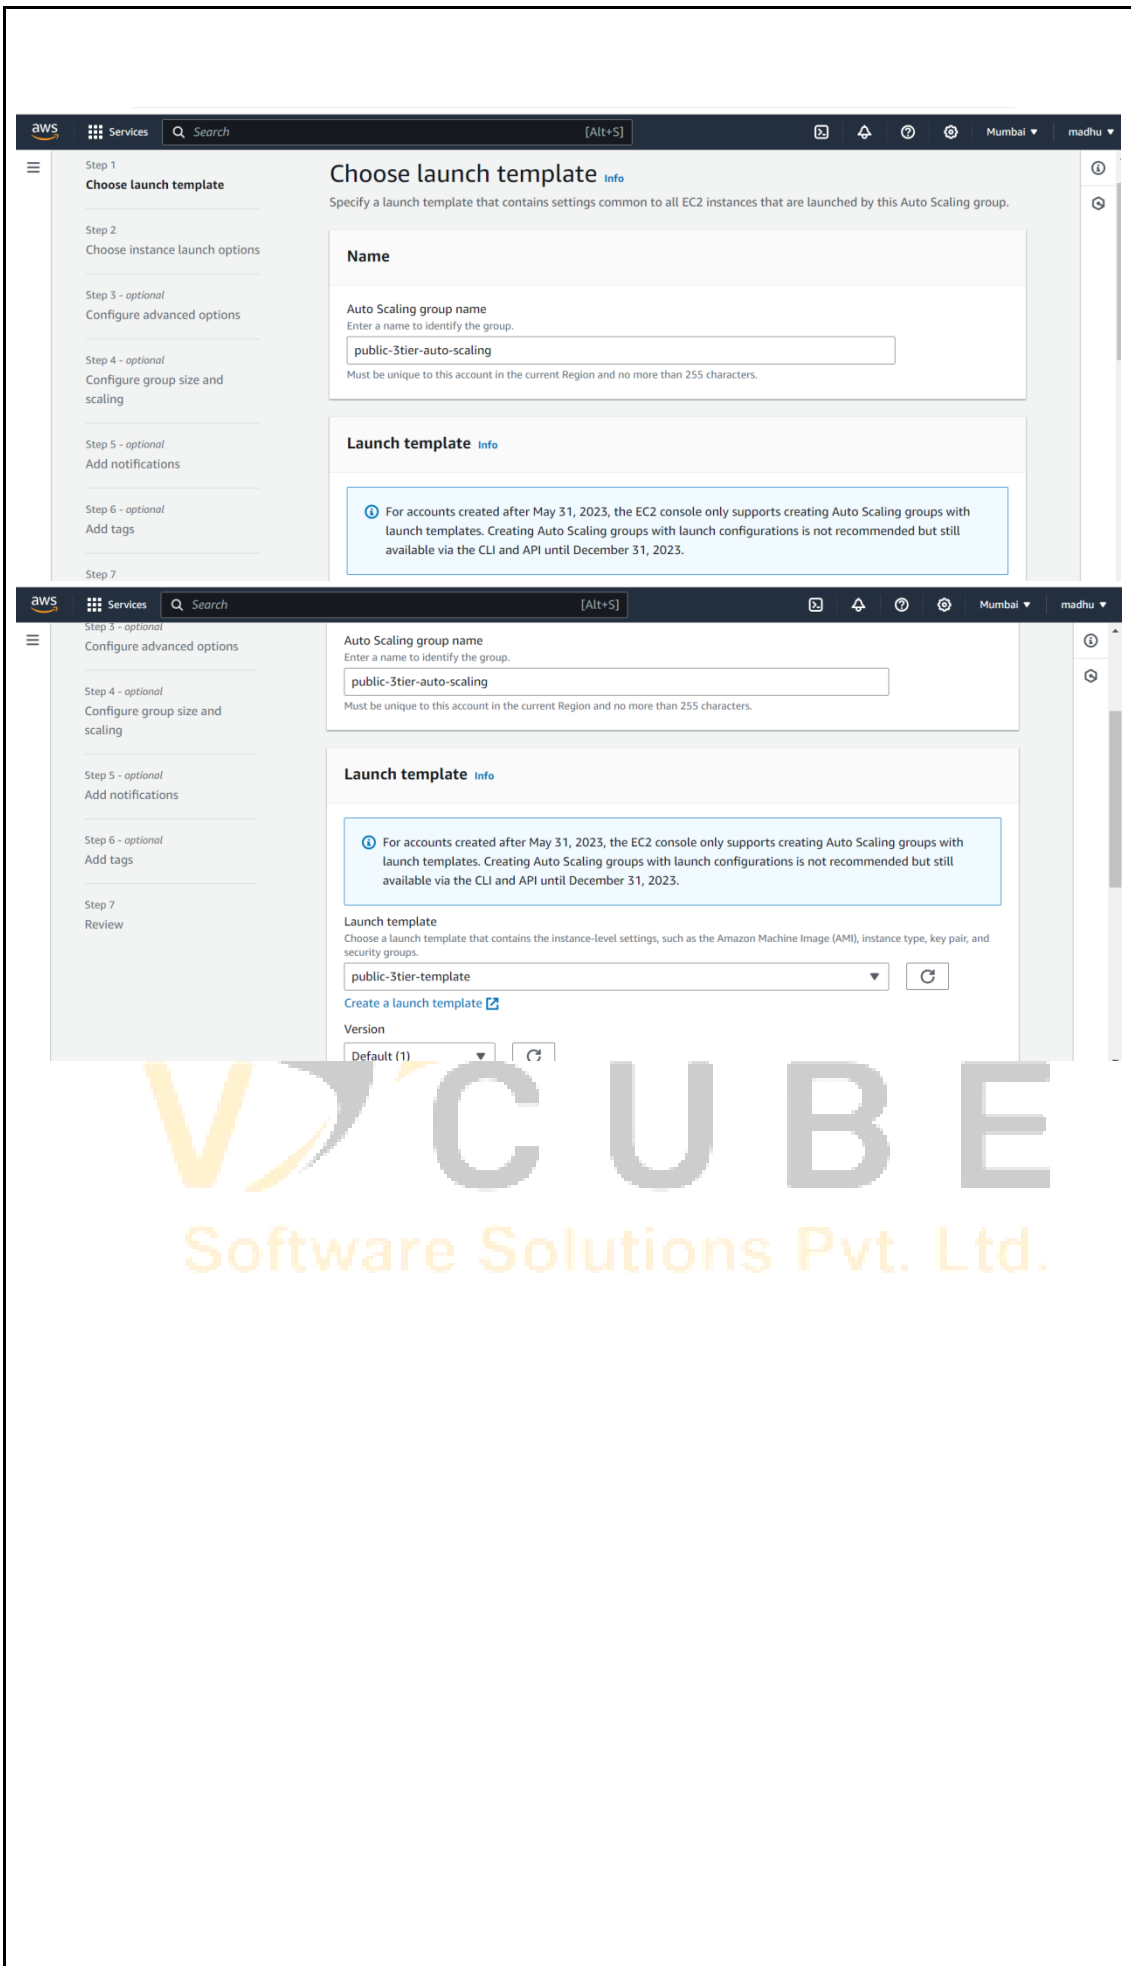 aws Services Search [Alt+S] Mumbai madhu
Step 1
Choose launch template
Step 2
Choose instance launch options
Step 3 - optional
Configure advanced options
Step 4 - optional
Configure group size and
scaling
Step 5 - optional
Add notifications
Step 6 - optional
Add tags
Step 7
Choose launch template Info
Specify a launch template that contains settings common to all EC2 instances that are launched by this Auto Scaling group.
Name
Auto Scaling group name
Enter a name to identify the group.
public-3tier-auto-scaling
Must be unique to this account in the current Region and no more than 255 characters.
Launch template Info
For accounts created after May 31, 2023, the EC2 console only supports creating Auto Scaling groups with
launch templates. Creating Auto Scaling groups with launch configurations is not recommended but still
available via the CLI and API until December 31, 2023.
aws Services Search [Alt+S] Mumbai madhu
Step 3 - optional
Configure advanced options
Step 4 - optional
Configure group size and
scaling
Step 5 - optional
Add notifications
Step 6 - optional
Add tags
Step 7
Review
Auto Scaling group name
Enter a name to identify the group.
public-3tier-auto-scaling
Must be unique to this account in the current Region and no more than 255 characters.
Launch template Info
For accounts created after May 31, 2023, the EC2 console only supports creating Auto Scaling groups with
launch templates. Creating Auto Scaling groups with launch configurations is not recommended but still
available via the CLI and API until December 31, 2023.
Launch template
Choose a launch template that contains the instance-level settings, such as the Amazon Machine Image (AMI), instance type, key pair, and
security groups.
public-3tier-template
Create a launch template
Version
Default (1)
V CUBE
Software Solutions Pvt. Ltd.